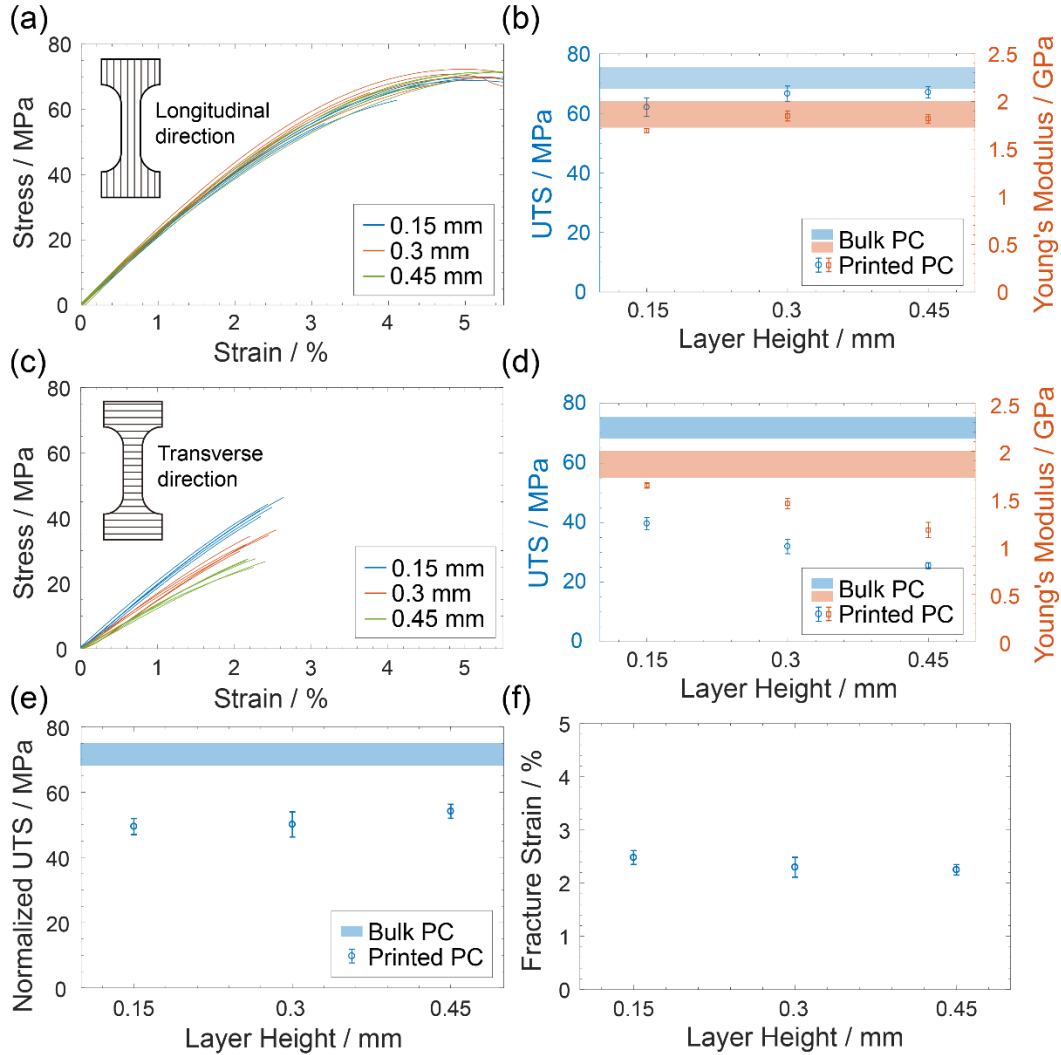 (a)
Stress / MPa
80
60
40
20
0
Longitudinal
direction
0.15 mm
0.3 mm
0.45 mm
0 1 2 3 4 5
Strain / %
(b)
UTS / MPa
80
60
40
60
20
0
Young's Modulus / GPa
2.5
2
1.5
1
0.5
0
Bulk PC
Printed PC
0.15 0.3 0.45
Layer Height / mm
(c)
Stress / MPa
80
60
40
20
0
Transverse
direction
0.15 mm
0.3 mm
0.45 mm
0 1 2 3 4 5
Strain / %
(d)
UTS / MPa
80
60
40
20
0
Young's Modulus / GPa
2.5
2
1.5
1
0.5
0
Bulk PC
Printed PC
0.15 0.3 0.45
Layer Height / mm
(e)
Normalized UTS / MPa
80
60
40
20
0
Bulk PC
Printed PC
0.15 0.3 0.45
Layer Height / mm
(f)
Fracture Strain / %
5
4
3
2
1
0
0.15 0.3 0.45
Layer Height / mm